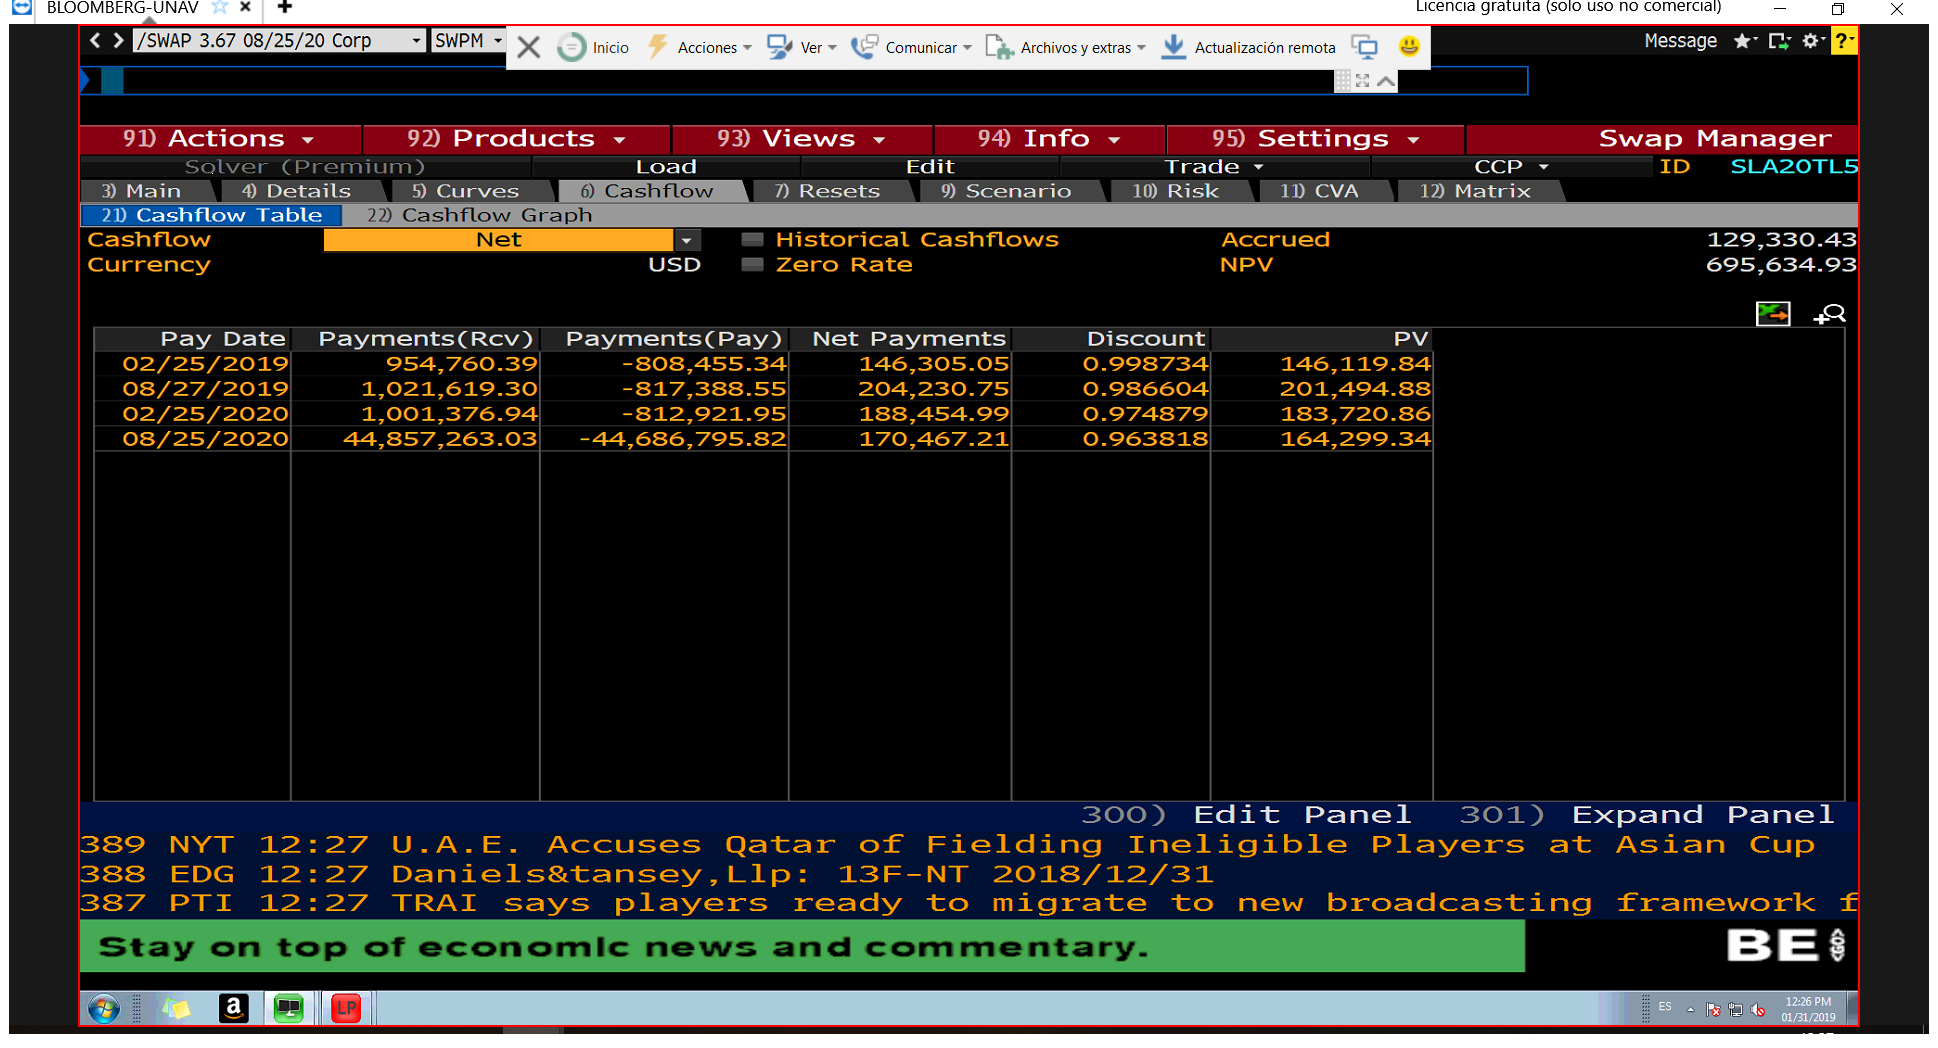 BLOOMBERG-UNAV
Licencia gratuita (solo uso no comercial)
/SWAP 3.67 08/25/20 Corp SWPM Inicio Acciones Ver Comunicar Archivos y extras Actualización remota Message ?
91) Actions 92) Products 93) Views 94) Info 95) Settings Swap Manager
Solver (Premium) Load Edit Trade CCP ID SLA20TL5
3) Main 4) Details 5) Curves 6) Cashflow 7) Resets 9) Scenario 10) Risk 11) CVA 12) Matrix
21) Cashflow Table 22) Cashflow Graph
Cashflow Net Historical Cashflows Accrued 129,330.43
Currency USD Zero Rate NPV 695,634.93
Pay Date Payments(Rcv) Payments(Pay) Net Payments Discount PV
02/25/2019 954,760.39 -808,455.34 146,305.05 0.998734 146,119.84
08/27/2019 1,021,619.30 -817,388.55 204,230.75 0.986604 201,494.88
02/25/2020 1,001,376.94 -812,921.95 188,454.99 0.974879 183,720.86
08/25/2020 44,857,263.03 -44,686,795.82 170,467.21 0.963818 164,299.34
300) Edit Panel 301) Expand Panel
389 NYT 12:27 U.A.E. Accuses Qatar of Fielding Ineligible Players at Asian Cup
388 EDG 12:27 Daniels&tansey,Llp: 13F-NT 2018/12/31
387 PTI 12:27 TRAI says players ready to migrate to new broadcasting framework f
Stay on top of economic news and commentary. BE <GO>
a LP ES 12:26 PM
01/31/2019